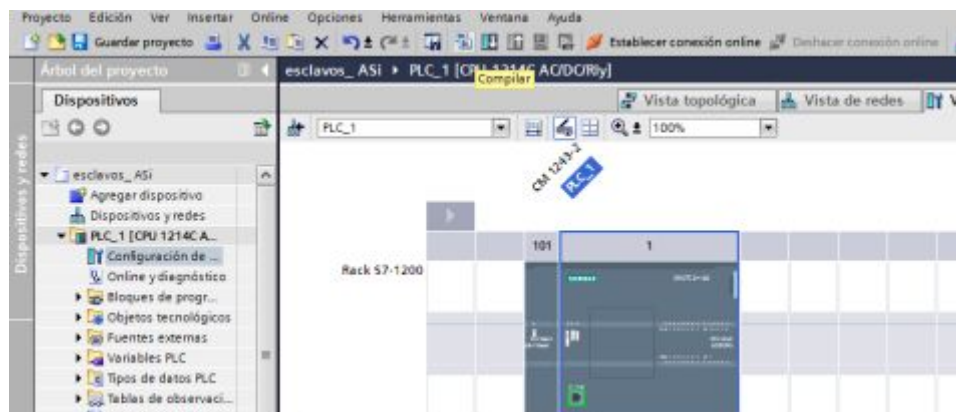 Proyecto Edición Ver Insertar Online Opciones Herramientas Ventana Ayuda
Guardar proyecto Establecer conexión online Deshacer conexión online
Árbol del proyecto
esclavos_ ASi PLC_1 [CPU 1214C AC/DC/Rly]
Compilar
Dispositivos
Vista topológica Vista de redes V
PLC_1 100%
Dispositivos y redes
CM 1243-2
PLC_1
esclavos_ ASi
Agregar dispositivo
Dispositivos y redes
PLC_1 [CPU 1214C A...
Configuración de ...
Online y diagnóstico
Bloques de progr...
Objetos tecnológicos
Fuentes externas
Variables PLC
Tipos de datos PLC
Tablas de observaci...
101 1
Rack S7-1200
SIEMENS